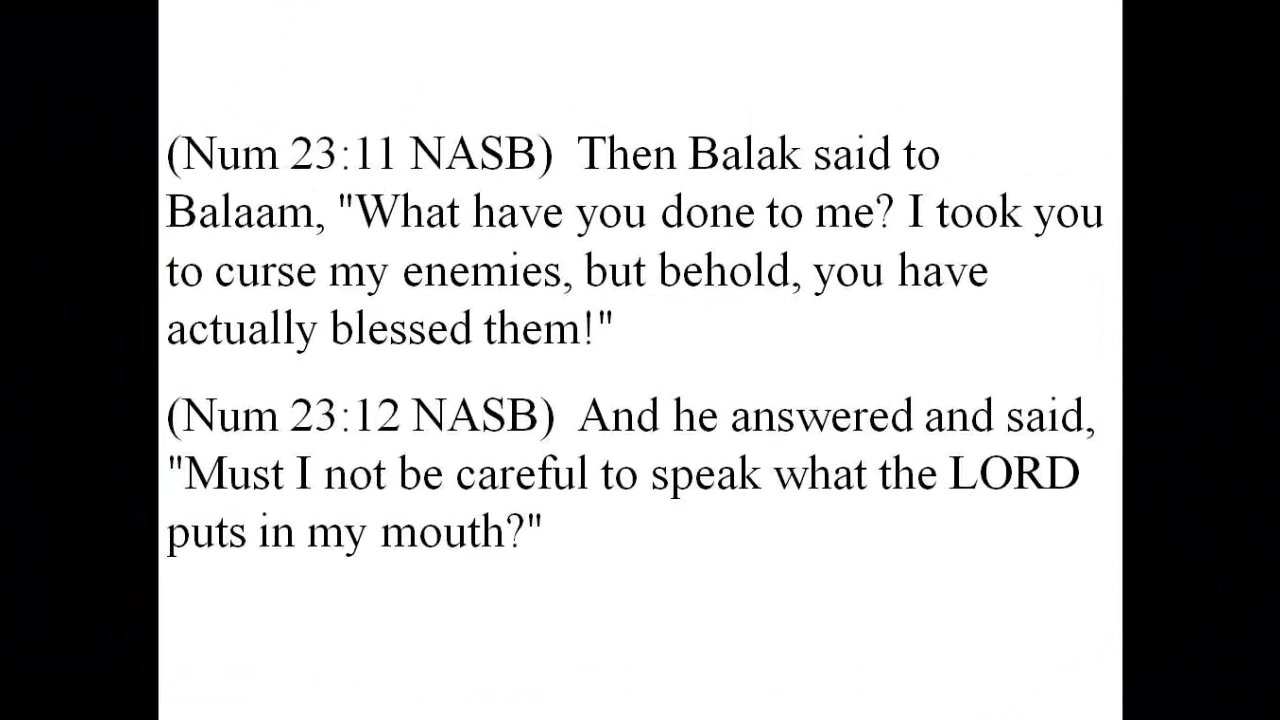 (Num 23:11 NASB)  Then Balak said to
Balaam, "What have you done to me? I took you
to curse my enemies, but behold, you have
actually blessed them!"
(Num 23:12 NASB)  And he answered and said,
"Must I not be careful to speak what the LORD
puts in my mouth?"